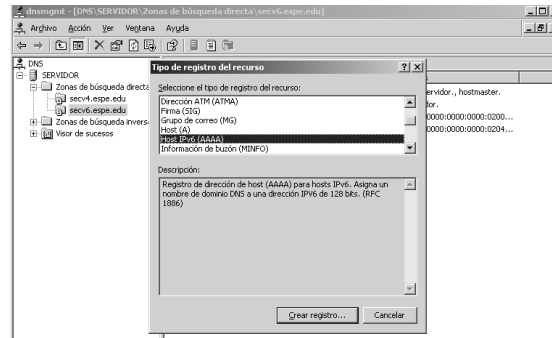 dnsmgmt - [DNS\SERVIDOR\Zonas de búsqueda directa\secv6.espe.edu]
Archivo Acción Ver Ventana Ayuda
DNS
SERVIDOR
Zonas de búsqueda directa
secv4.espe.edu
secv6.espe.edu
Zonas de búsqueda invers
Visor de sucesos
Tipo de registro del recurso
Seleccione el tipo de registro del recurso:
Dirección ATM (ATMA)
Firma (SIG)
Grupo de correo (MG)
Host (A)
Host IPv6 (AAAA)
Información de buzón (MINFO)
Descripción:
Registro de dirección de host (AAAA) para hosts IPv6. Asigna un
nombre de dominio DNS a una dirección IPV6 de 128 bits. (RFC
1886)
Crear registro... Cancelar
ervidor., hostmaster.
dor.
0000:0000:0000:0200...
0000:0000:0000:0204...